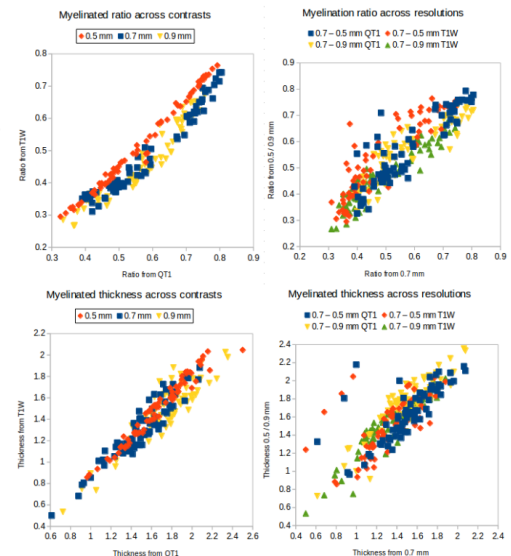 Myelinated ratio across contrasts
0.5 mm 0.7 mm 0.9 mm
0.8
0.7
0.6
0.5
0.4
0.3
0.2
0.3 0.4 0.5 0.6 0.7 0.8 0.9
Ratio from T1W
Ratio from QT1
Myelination ratio across resolutions
0.7 – 0.5 mm QT1 0.7 – 0.5 mm T1W
0.7 – 0.9 mm QT1 0.7 – 0.9 mm T1W
0.9
0.8
0.7
0.6
0.5
0.4
0.3
0.2
0.2 0.3 0.4 0.5 0.6 0.7 0.8 0.9
Ratio from 0.5 / 0.9 mm
Ratio from 0.7 mm
Myelinated thickness across contrasts
0.5 mm 0.7 mm 0.9 mm
2.2
2
1.8
1.6
1.4
1.2
1
0.8
0.6
0.4
0.6 0.8 1 1.2 1.4 1.6 1.8 2 2.2 2.4 2.6
Thickness from T1W
Thickness from QT1
Myelinated thickness across resolutions
0.7 – 0.5 mm QT1 0.7 – 0.5 mm T1W
0.7 – 0.9 mm QT1 0.7 – 0.9 mm T1W
2.4
2.2
2
1.8
1.6
1.4
1.2
1
0.8
0.6
0.4
0.4 0.6 0.8 1 1.2 1.4 1.6 1.8 2 2.2 2.4
Thickness 0.5 / 0.9 mm
Thickness from 0.7 mm